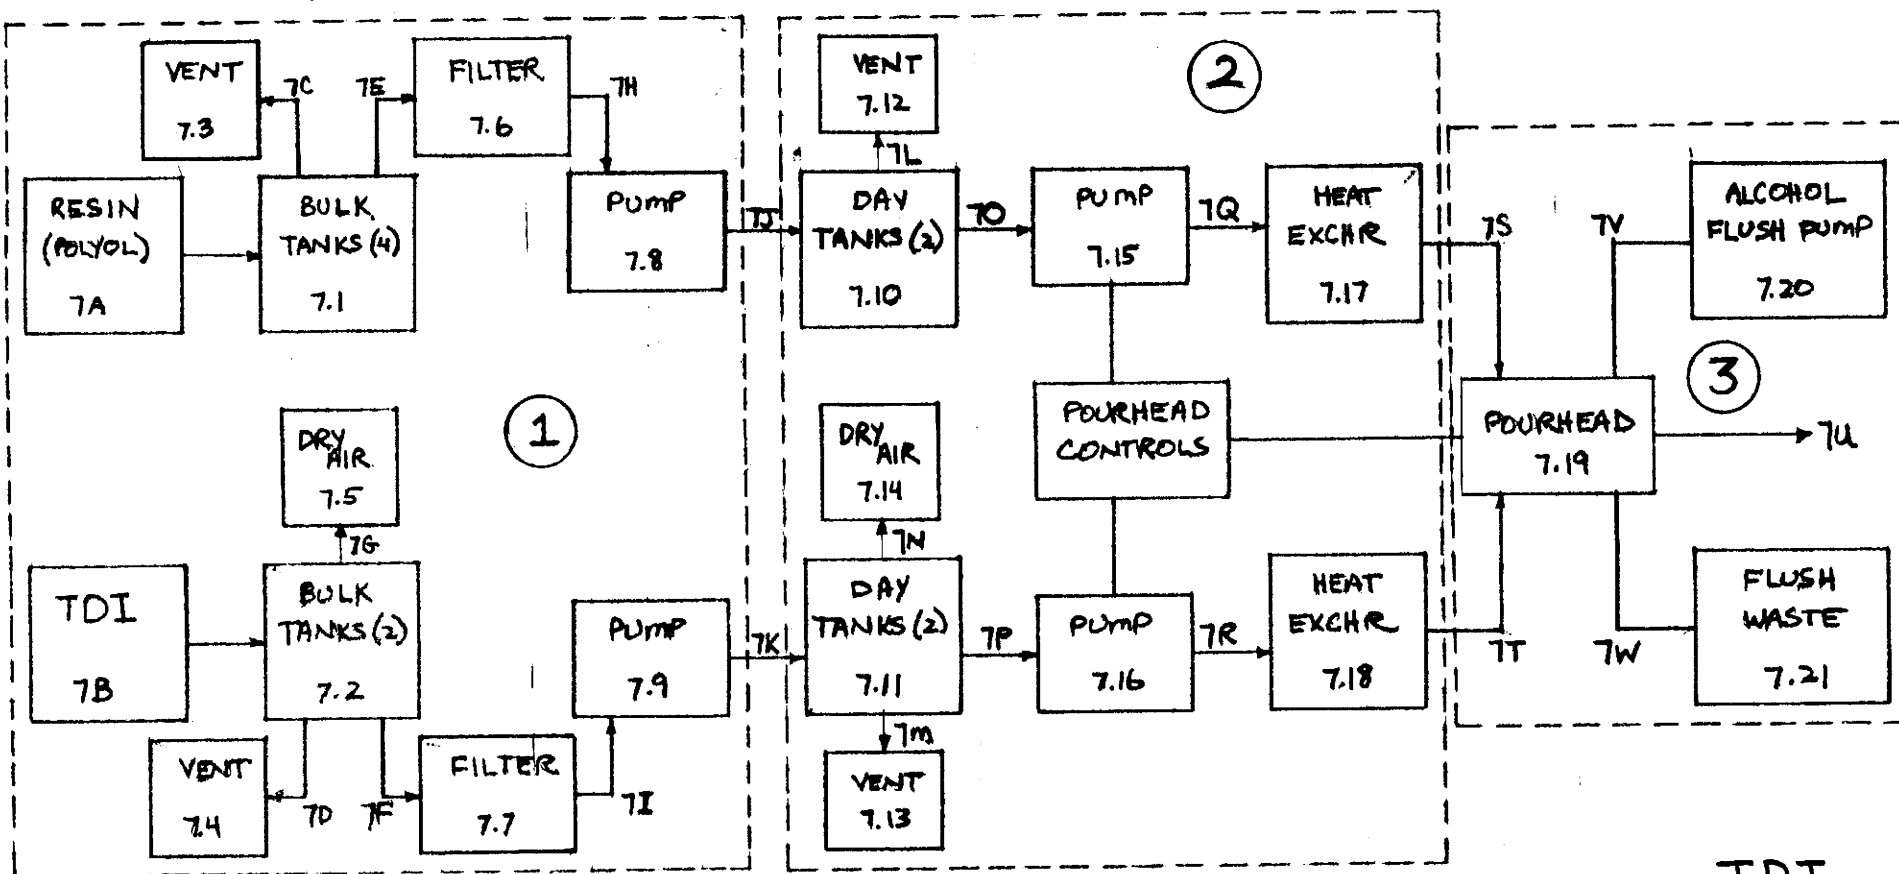 VENT
7.3
7C
7E
FILTER
7.6
7H
RESIN
(POLYOL)
7A
BULK
TANKS (4)
7.1
PUMP
7.8
7J
DRY
AIR
7.5
7G
1
TDI
7B
BULK
TANKS (2)
7.2
PUMP
7.9
7K
VENT
7.4
7D
7F
FILTER
7.7
7I
VENT
7.12
7L
2
DAY
TANKS (2)
7.10
7O
PUMP
7.15
7Q
HEAT
EXCHR
7.17
7S
POURHEAD
CONTROLS
DRY
AIR
7.14
7N
DAY
TANKS (2)
7.11
7P
PUMP
7.16
7R
HEAT
EXCHR
7.18
7T
7M
VENT
7.13
7V
ALCOHOL
FLUSH PUMP
7.20
3
POURHEAD
7.19
7U
7W
FLUSH
WASTE
7.21
TDI